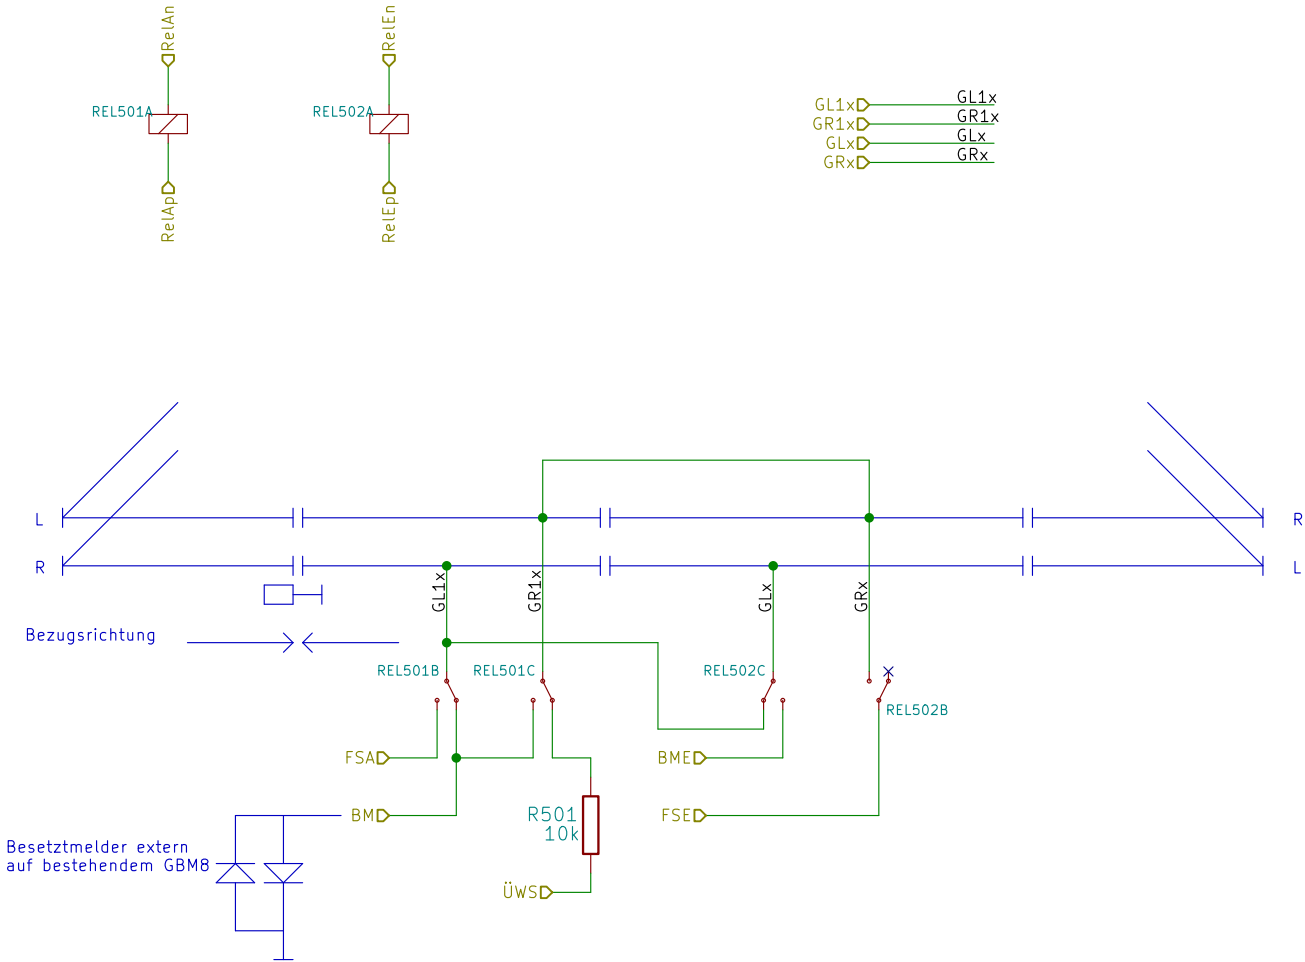 RelAn
RelEn
REL501A
REL502A
RelAp
RelEp
GL1x GL1x
GR1x GR1x
GLx GLx
GRx GRx
L R
R L
GL1x GR1x GLx GRx
Bezugsrichtung
REL501B REL501C REL502C
REL502B
FSA BME
BM R501 FSE
10k
Besetztmelder extern
auf bestehendem GBM8
ÜWS